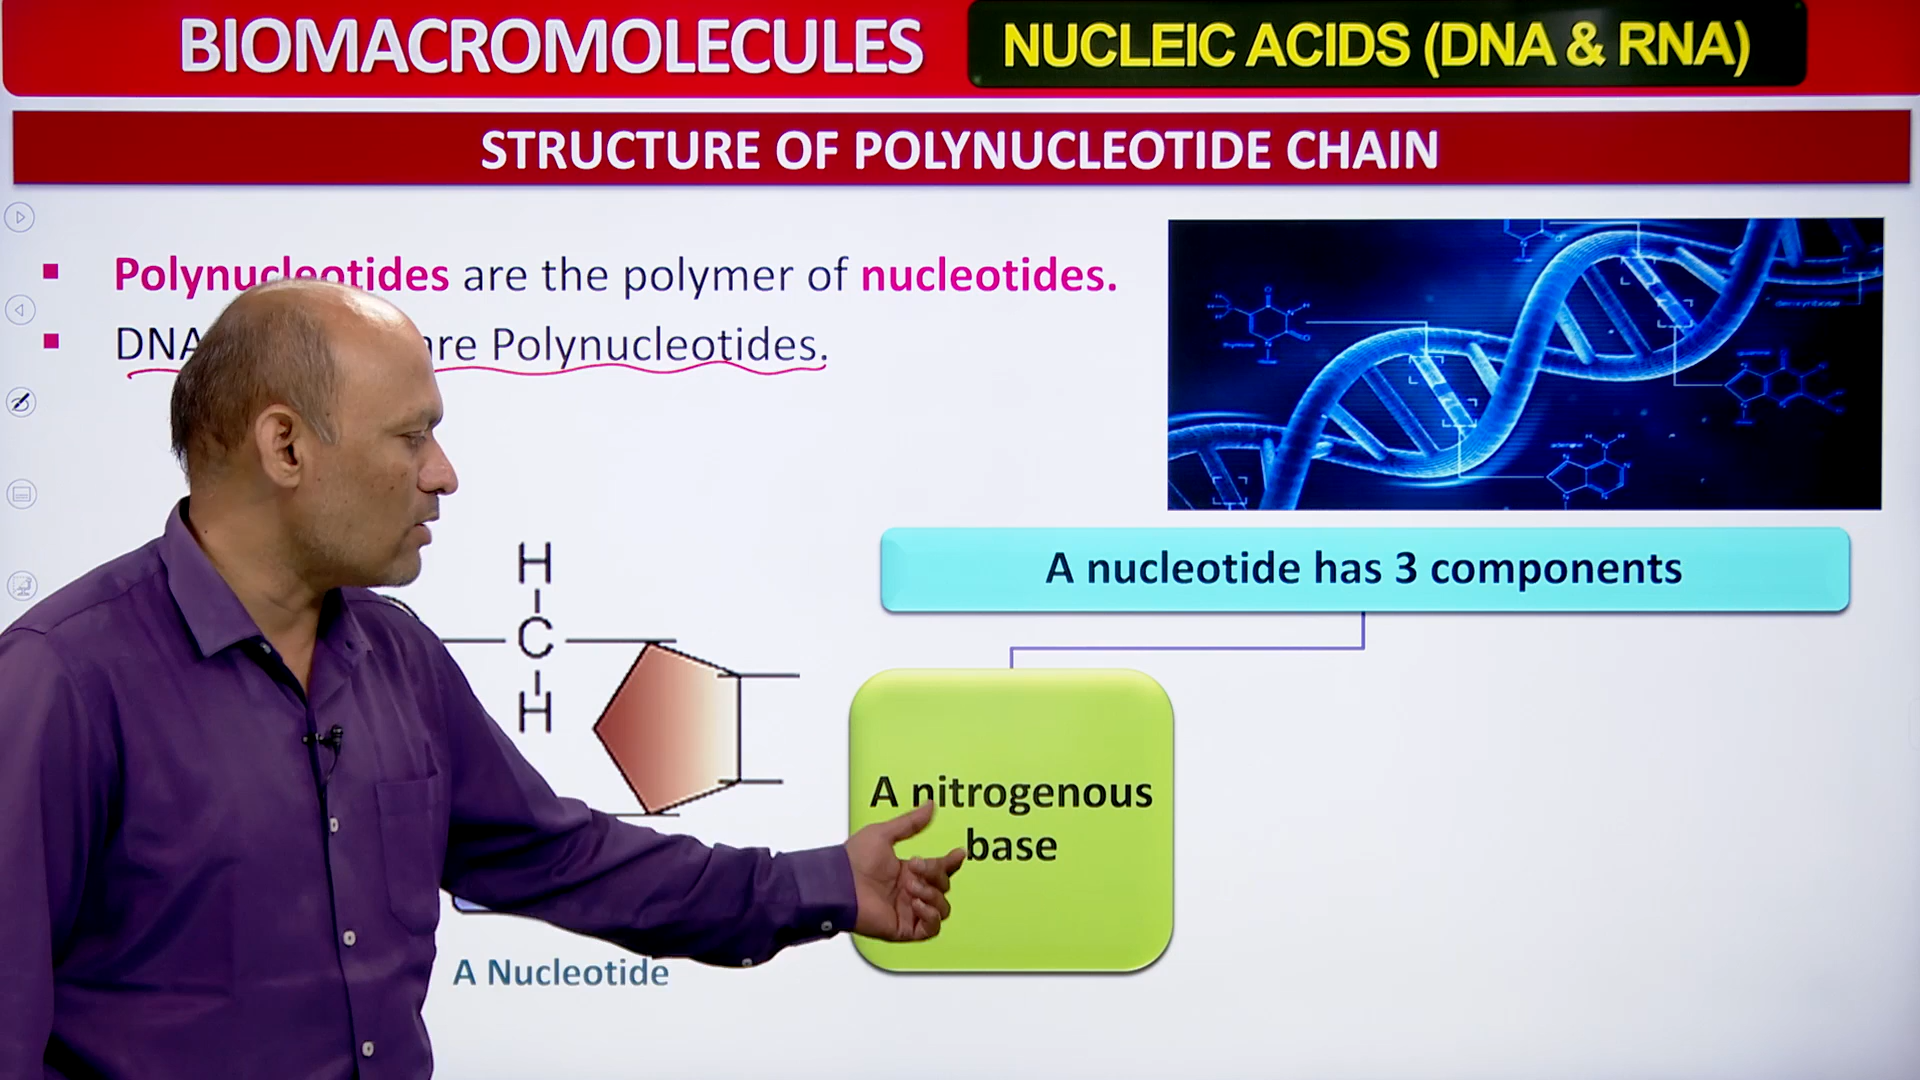 BIOMACROMOLECULES
NUCLEIC ACIDS (DNA & RNA)
STRUCTURE OF POLYNUCLEOTIDE CHAIN
Polynucleotides are the polymer of nucleotides.
DNA are Polynucleotides.
A nucleotide has 3 components
H
C
H
A nitrogenous
base
A Nucleotide